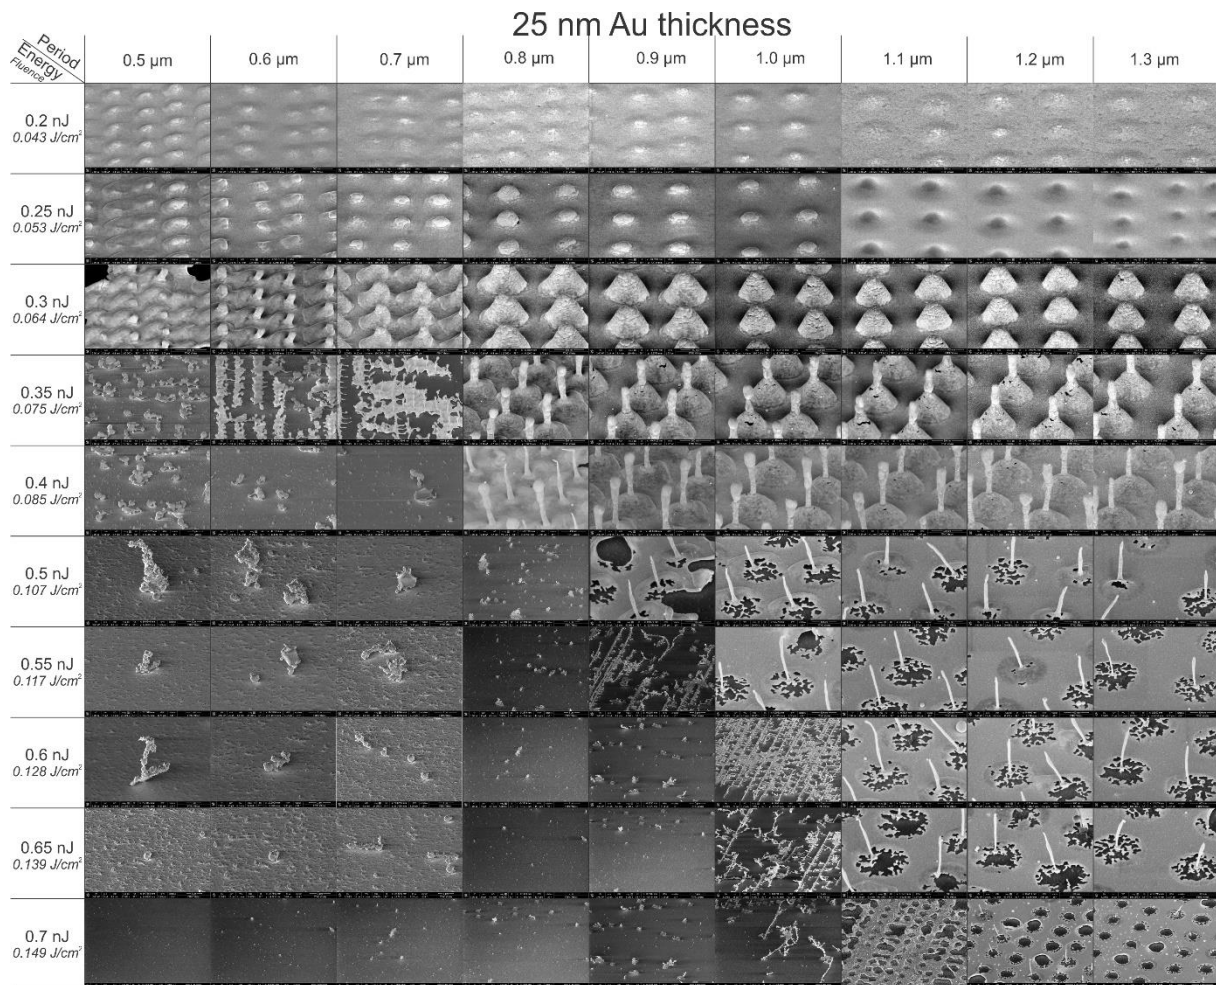 25 nm Au thickness
Period
Energy
Fluence
0.5 µm 0.6 µm 0.7 µm 0.8 µm 0.9 µm 1.0 µm 1.1 µm 1.2 µm 1.3 µm
0.2 nJ
0.043 J/cm²
0.25 nJ
0.053 J/cm²
0.3 nJ
0.064 J/cm²
0.35 nJ
0.075 J/cm²
0.4 nJ
0.085 J/cm²
0.5 nJ
0.107 J/cm²
0.55 nJ
0.117 J/cm²
0.6 nJ
0.128 J/cm²
0.65 nJ
0.139 J/cm²
0.7 nJ
0.149 J/cm²